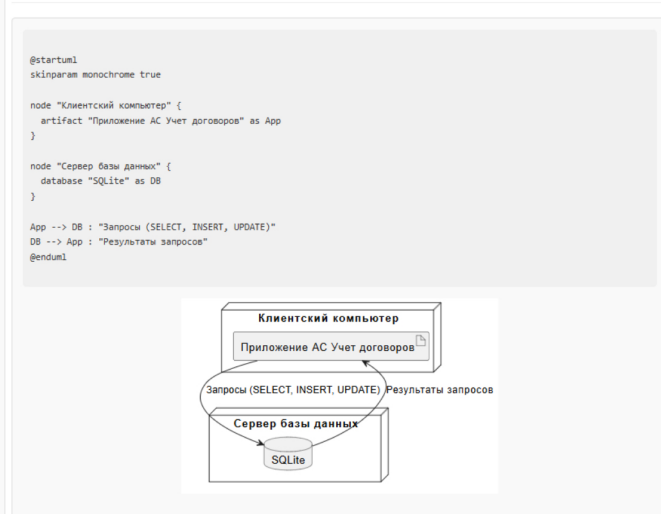 @startuml
skinparam monochrome true
node "Клиентский компьютер" {
artifact "Приложение АС Учет договоров" as App
}
node "Сервер базы данных" {
database "SQLite" as DB
}
App --> DB : "Запросы (SELECT, INSERT, UPDATE)"
DB --> App : "Результаты запросов"
@enduml
Клиентский компьютер
Приложение АС Учет договоров
Запросы (SELECT, INSERT, UPDATE) Результаты запросов
Сервер базы данных
SQLite